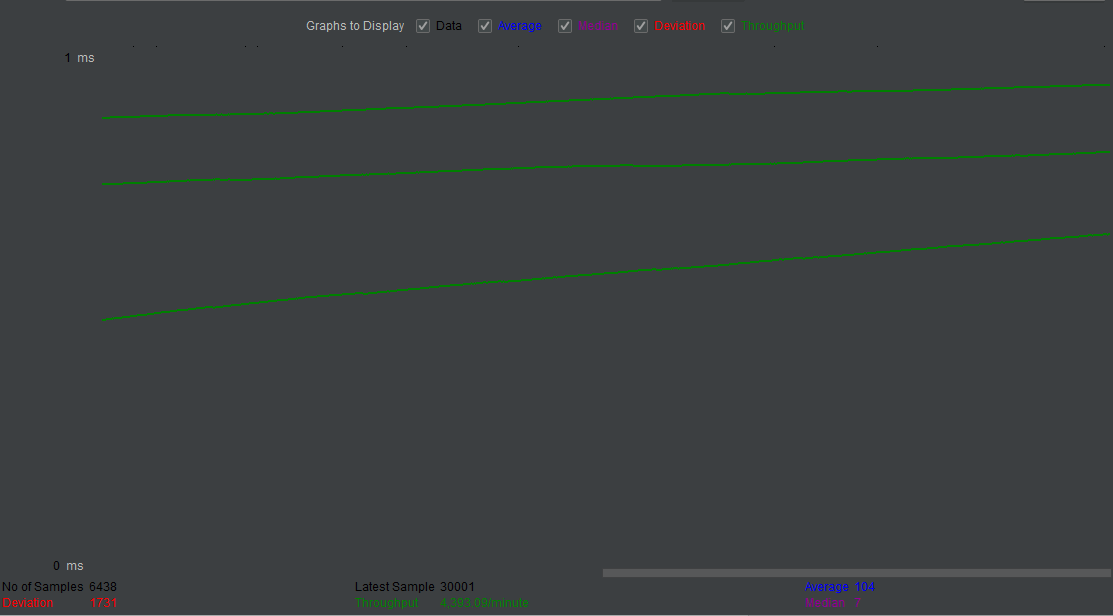 Graphs to Display Data Average Median Deviation Throughput
1 ms
0 ms
No of Samples 6438 Latest Sample 30001 Average 104
Deviation 1731 Throughput 4,393.09/minute Median 7